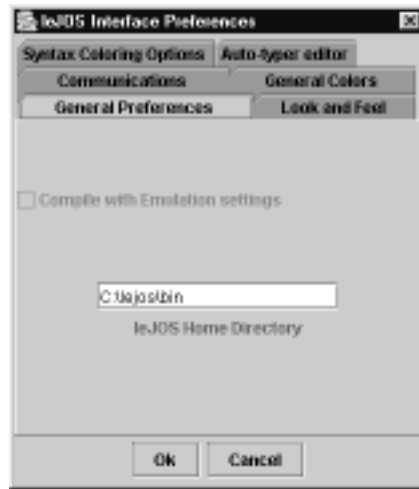 leJOS Interface Preferences
Syntax Coloring Options Auto-typer editor
Communications General Colors
General Preferences Look and Feel
Compile with Emulation settings
C:\lejos\bin
leJOS Home Directory
Ok Cancel